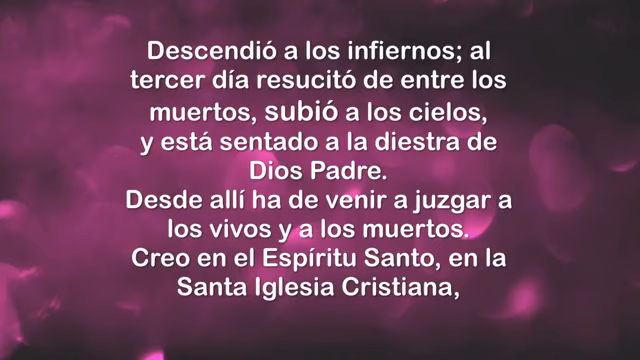 Descendió a los infiernos; al
tercer día resucitó de entre los
muertos, subió a los cielos,
y está sentado a la diestra de
Dios Padre.
Desde allí ha de venir a juzgar a
los vivos y a los muertos.
Creo en el Espíritu Santo, en la
Santa Iglesia Cristiana,